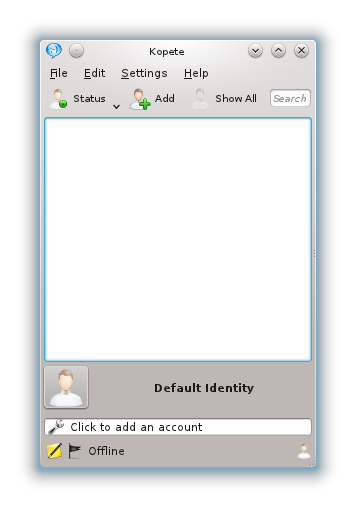 Kopete
File Edit Settings Help
Status Add Show All Search
Default Identity
Click to add an account
Offline